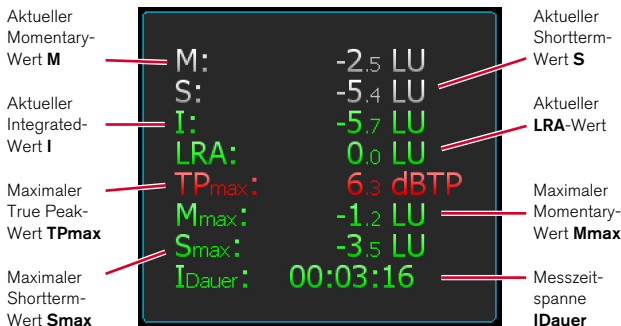 Aktueller
Momentary-
Wert M
Aktueller
Integrated-
Wert I
Maximaler
True Peak-
Wert TPmax
Maximaler
Shortterm-
Wert Smax
M: -2.5 LU
S: -5.4 LU
I: -5.7 LU
LRA: 0.0 LU
TPmax: 6.3 dBTP
Mmax: -1.2 LU
Smax: -3.5 LU
IDauer: 00:03:16
Aktueller
Shortterm-
Wert S
Aktueller
LRA-Wert
Maximaler
Momentary-
Wert Mmax
Messzeit-
spanne
IDauer